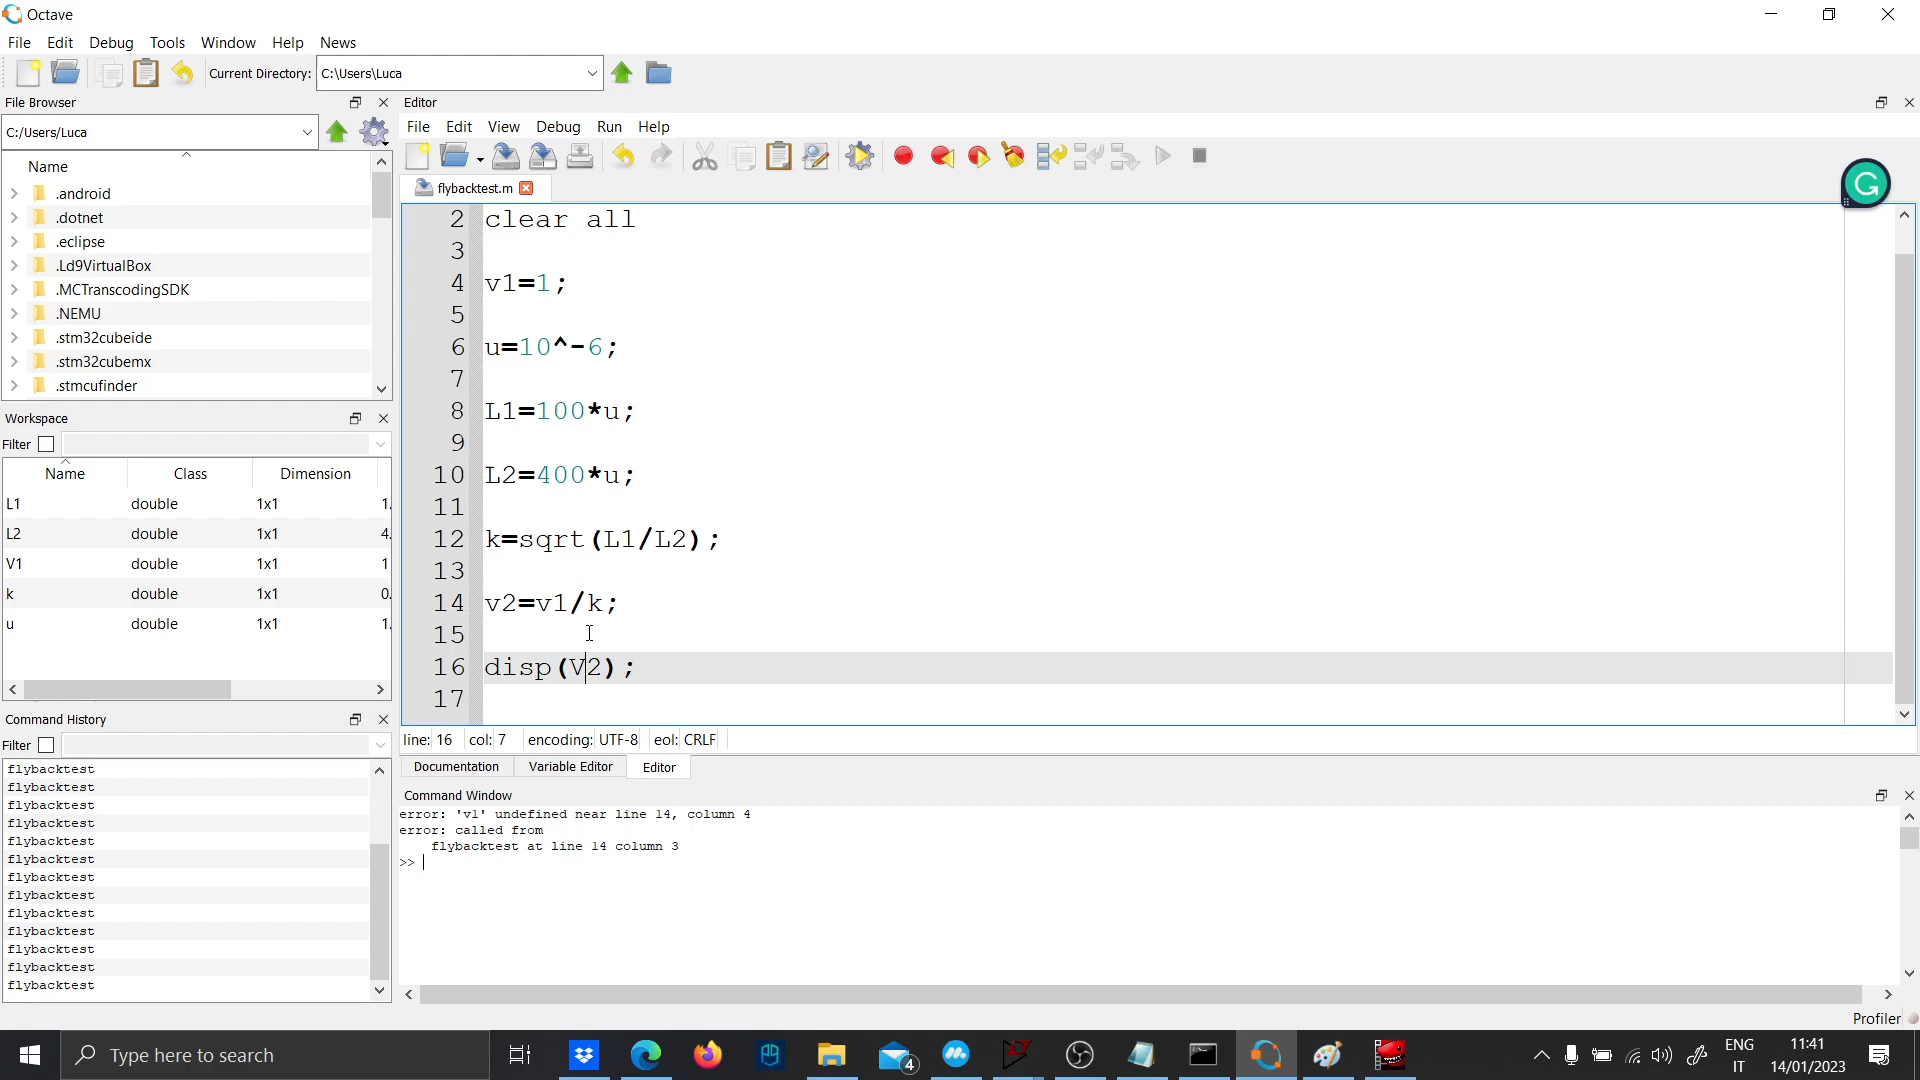 Octave
File Edit Debug Tools Window Help News
Current Directory: C:\Users\Luca
File Browser
C:/Users/Luca
Name
.android
.dotnet
.eclipse
.Ld9VirtualBox
.MCTranscodingSDK
.NEMU
.stm32cubeide
.stm32cubemx
.stmcufinder
Workspace
Filter
Name Class Dimension
L1 double 1x1 1.
L2 double 1x1 4.
V1 double 1x1 1
k double 1x1 0.
u double 1x1 1.
Command History
Filter
flybacktest
flybacktest
flybacktest
flybacktest
flybacktest
flybacktest
flybacktest
flybacktest
flybacktest
flybacktest
flybacktest
flybacktest
flybacktest
Editor
File Edit View Debug Run Help
flybacktest.m
2 clear all
3
4 v1=1;
5
6 u=10^-6;
7
8 L1=100*u;
9
10 L2=400*u;
11
12 k=sqrt(L1/L2);
13
14 v2=v1/k;
15
16 disp(V2);
17
line: 16 col: 7 encoding: UTF-8 eol: CRLF
Documentation Variable Editor Editor
Command Window
error: 'v1' undefined near line 14, column 4
error: called from
flybacktest at line 14 column 3
>>
Profiler
Type here to search
4
ENG
IT
11:41
14/01/2023